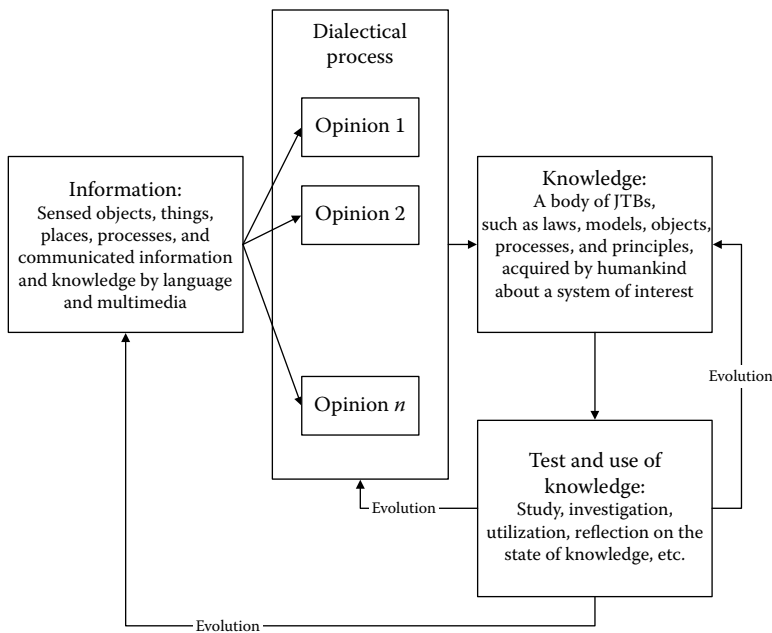 Dialectical
process
Opinion 1
Opinion 2
Opinion n
Information:
Sensed objects, things,
places, processes, and
communicated information
and knowledge by language
and multimedia
Knowledge:
A body of JTBs,
such as laws, models, objects,
processes, and principles,
acquired by humankind
about a system of interest
Evolution
Test and use of
knowledge:
Study, investigation,
utilization, reflection on the
state of knowledge, etc.
Evolution
Evolution